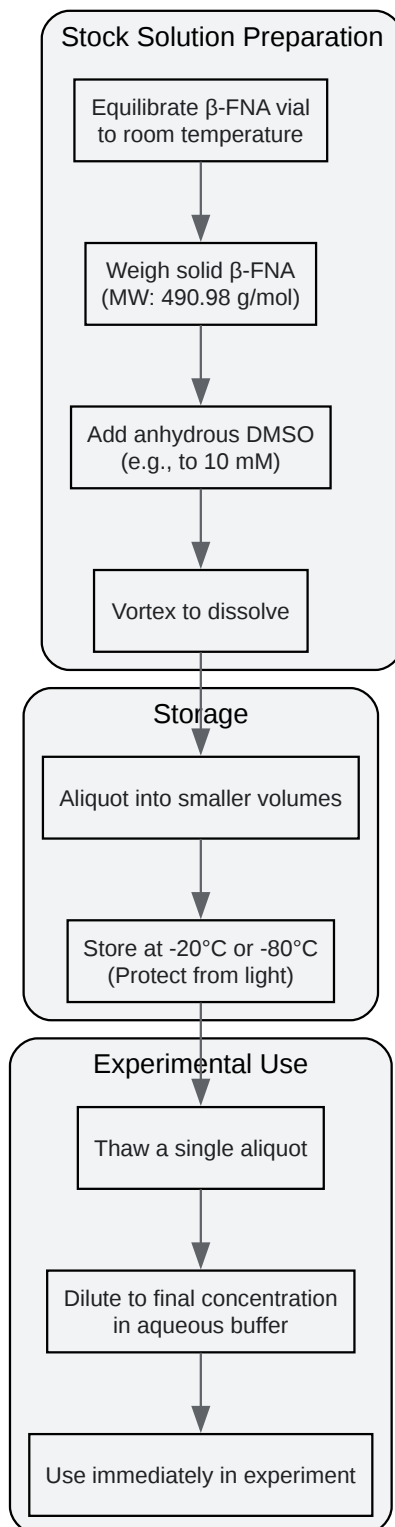 Stock Solution Preparation
Equilibrate β-FNA vial
to room temperature
Weigh solid β-FNA
(MW: 490.98 g/mol)
Add anhydrous DMSO
(e.g., to 10 mM)
Vortex to dissolve
Storage
Aliquot into smaller volumes
Store at -20°C or -80°C
(Protect from light)
Experimental Use
Thaw a single aliquot
Dilute to final concentration
in aqueous buffer
Use immediately in experiment